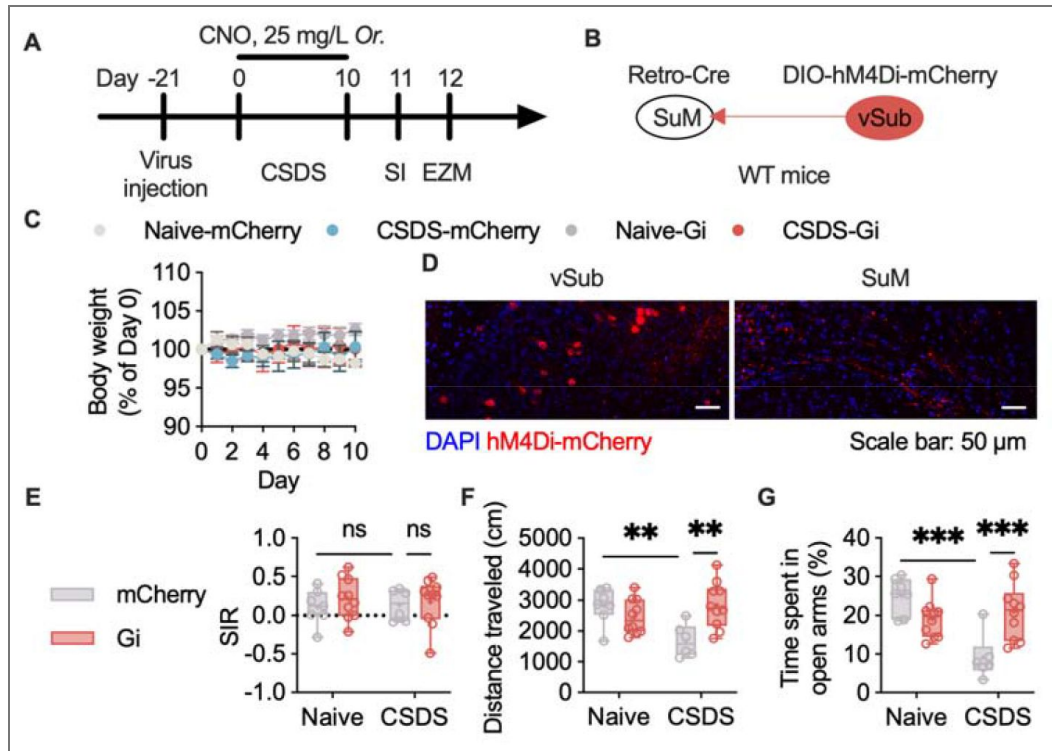 A
CNO, 25 mg/L Or.
Day -21 0 10 11 12
Virus
injection
CSDS
SI
EZM
B
Retro-Cre
DIO-hM4Di-mCherry
SuM
vSub
WT mice
C
Naive-mCherry
CSDS-mCherry
Naive-Gi
CSDS-Gi
Body weight
(% of Day 0)
110
105
100
95
90
0 2 4 6 8 10
Day
D
vSub
SuM
DAPI hM4Di-mCherry
Scale bar: 50 μm
E
mCherry
Gi
SIR
1.0
0.5
0.0
-0.5
-1.0
ns
ns
Naive
CSDS
F
Distance traveled (cm)
5000
4000
3000
2000
1000
0
**
**
Naive
CSDS
G
Time spent in
open arms (%)
40
30
20
10
0
***
***
Naive
CSDS